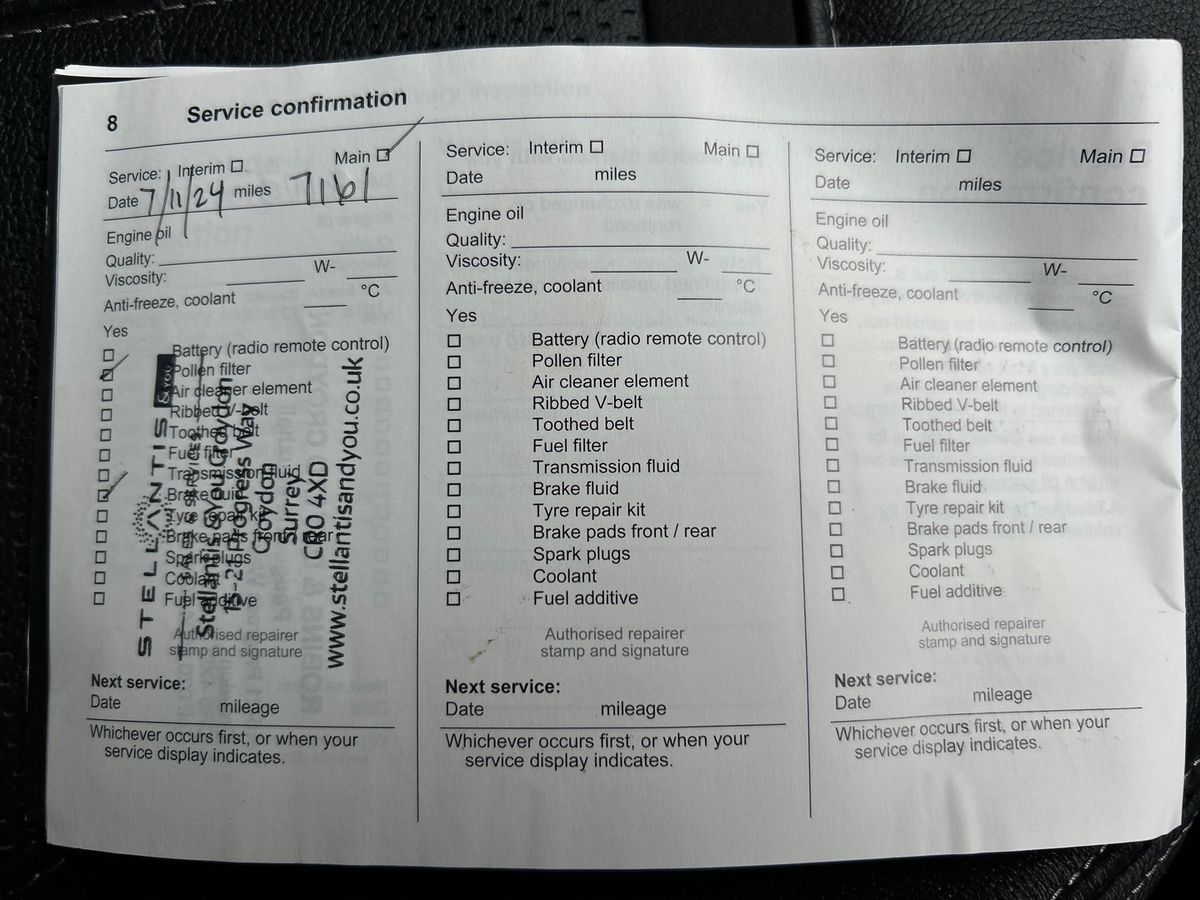 8 Service confirmation
Service: Interim Main
Date 7/11/24 miles 7161
Engine oil
Quality:
Viscosity: W-
Anti-freeze, coolant °C
Yes
Battery (radio remote control)
Pollen filter
Air cleaner element
Ribbed V-belt
Toothed belt
Fuel filter
Transmission fluid
Brake fluid
Tyre repair kit
Brake pads front / rear
Spark plugs
Coolant
Fuel additive
Authorised repairer
stamp and signature
STELLANTIS &YOU
SALES & SERVICES
Stellantis &You Croydon
Croydon
Surrey
CR0 4XD
www.stellantisandyou.co.uk
Next service:
Date mileage
Whichever occurs first, or when your
service display indicates.
Service: Interim Main
Date miles
Engine oil
Quality:
Viscosity: W-
Anti-freeze, coolant °C
Yes
Battery (radio remote control)
Pollen filter
Air cleaner element
Ribbed V-belt
Toothed belt
Fuel filter
Transmission fluid
Brake fluid
Tyre repair kit
Brake pads front / rear
Spark plugs
Coolant
Fuel additive
Authorised repairer
stamp and signature
Next service:
Date mileage
Whichever occurs first, or when your
service display indicates.
Service: Interim Main
Date miles
Engine oil
Quality:
Viscosity: W-
Anti-freeze, coolant °C
Yes
Battery (radio remote control)
Pollen filter
Air cleaner element
Ribbed V-belt
Toothed belt
Fuel filter
Transmission fluid
Brake fluid
Tyre repair kit
Brake pads front / rear
Spark plugs
Coolant
Fuel additive
Authorised repairer
stamp and signature
Next service:
Date mileage
Whichever occurs first, or when your
service display indicates.